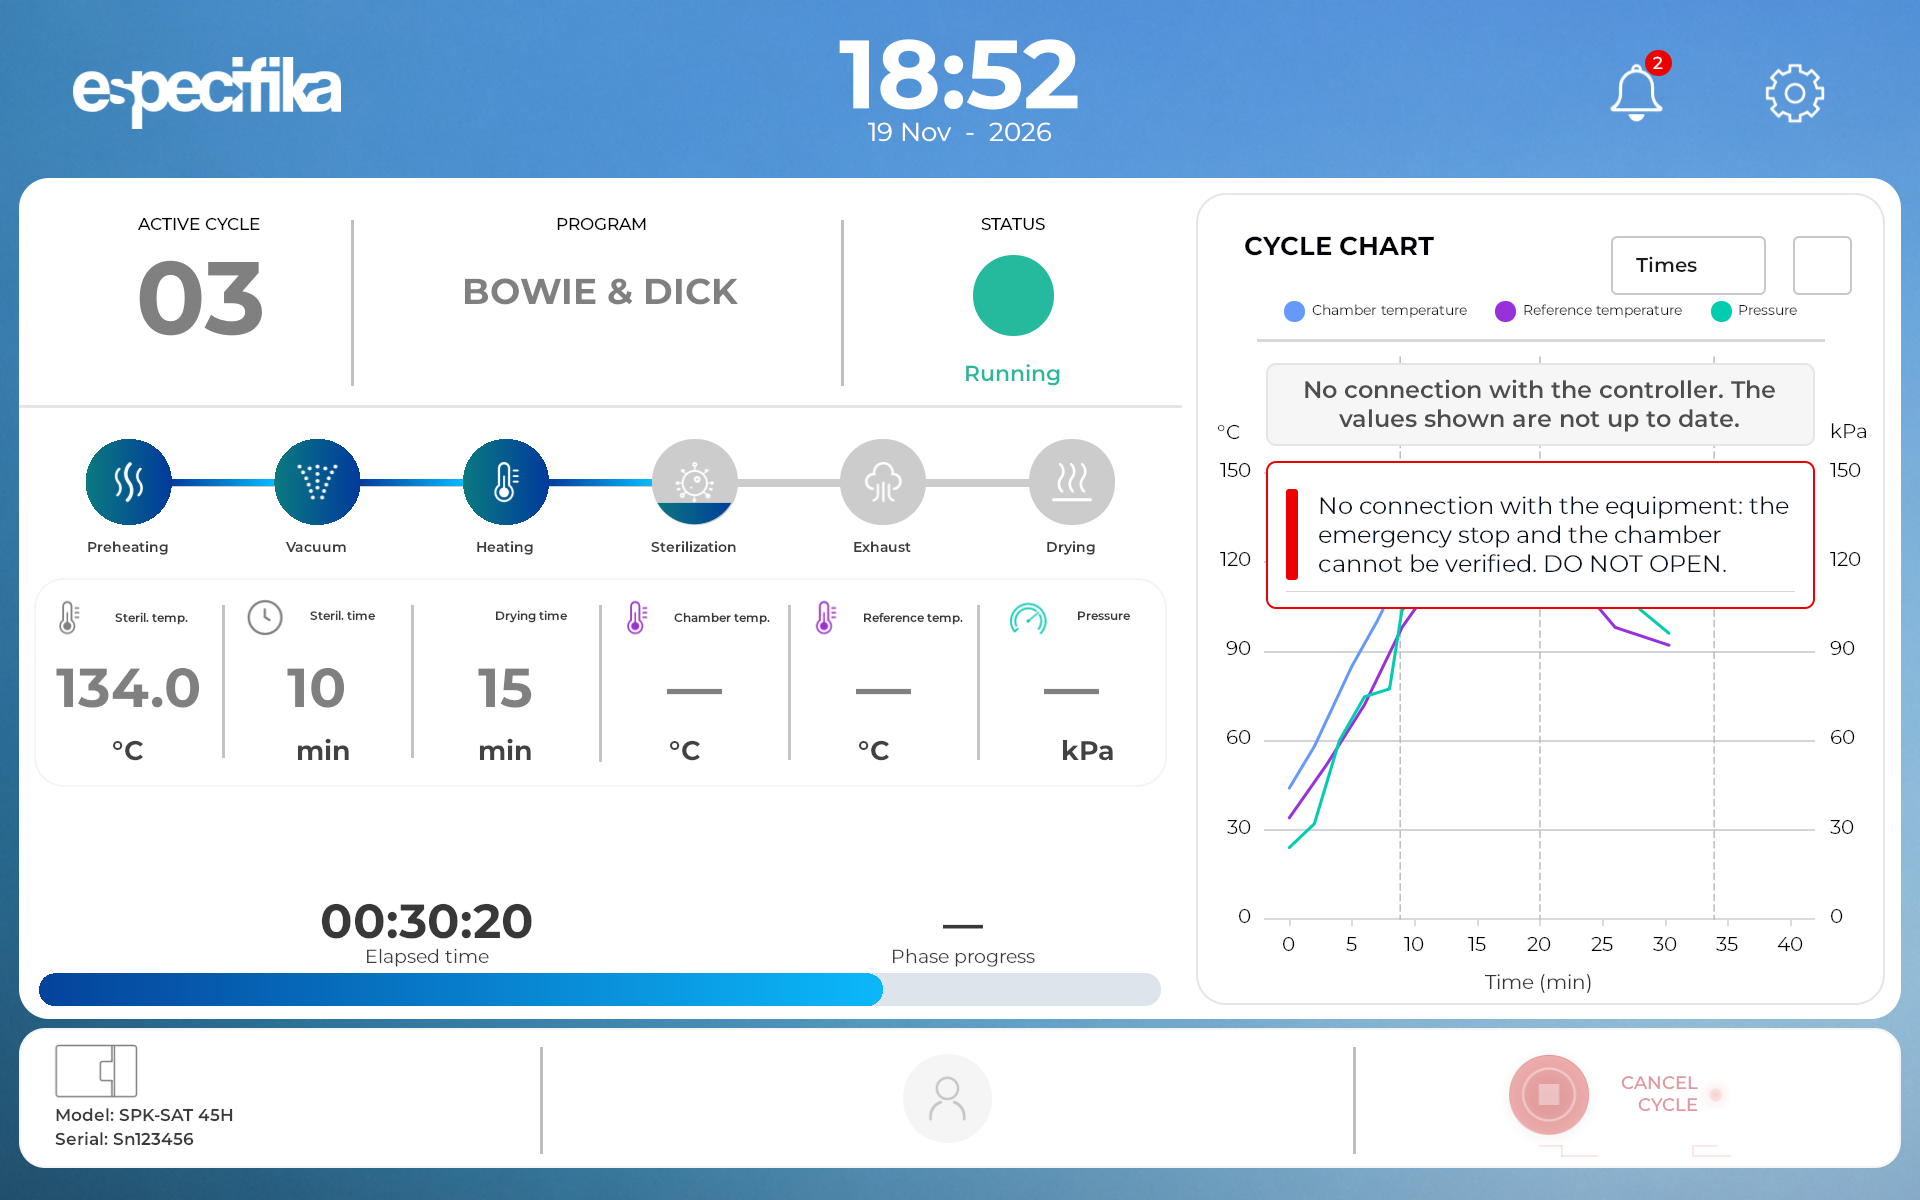 especifika
18:52
19 Nov - 2026
2
ACTIVE CYCLE
03
PROGRAM
BOWIE & DICK
STATUS
Running
Preheating
Vacuum
Heating
Sterilization
Exhaust
Drying
Steril. temp.
134.0
°C
Steril. time
10
min
Drying time
15
min
Chamber temp.
—
°C
Reference temp.
—
°C
Pressure
—
kPa
00:30:20
Elapsed time
—
Phase progress
CYCLE CHART
Times
Chamber temperature
Reference temperature
Pressure
No connection with the controller. The
values shown are not up to date.
No connection with the equipment: the
emergency stop and the chamber
cannot be verified. DO NOT OPEN.
°C
150
120
90
60
30
0
kPa
150
120
90
60
30
0
0 5 10 15 20 25 30 35 40
Time (min)
Model: SPK-SAT 45H
Serial: Sn123456
CANCEL
CYCLE